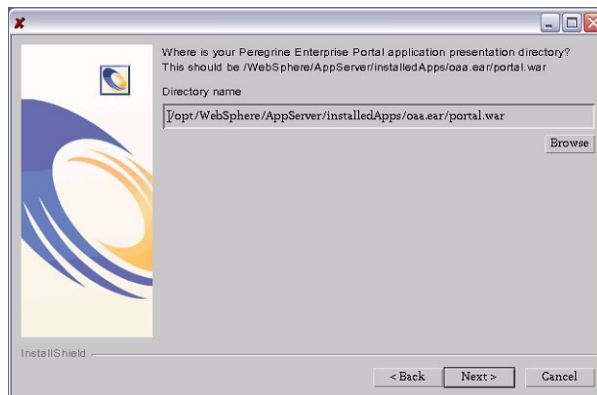 Where is your Peregrine Enterprise Portal application presentation directory?
This should be /WebSphere/AppServer/installedApps/oaa.ear/portal.war
Directory name
/opt/WebSphere/AppServer/installedApps/oaa.ear/portal.war
Browse
InstallShield
< Back Next > Cancel